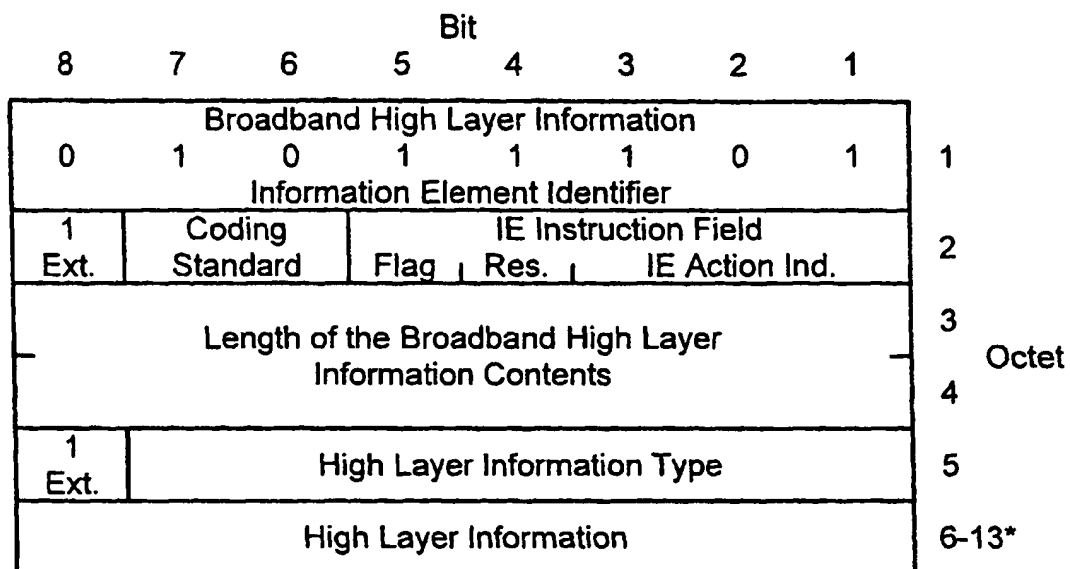 Bit
8 7 6 5 4 3 2 1
Broadband High Layer Information
0 1 0 1 1 1 0 1 1
Information Element Identifier
1 Coding IE Instruction Field
Ext. Standard Flag Res. IE Action Ind. 2
3
Length of the Broadband High Layer
Octet
Information Contents
4
1
High Layer Information Type 5
Ext.
High Layer Information 6-13*